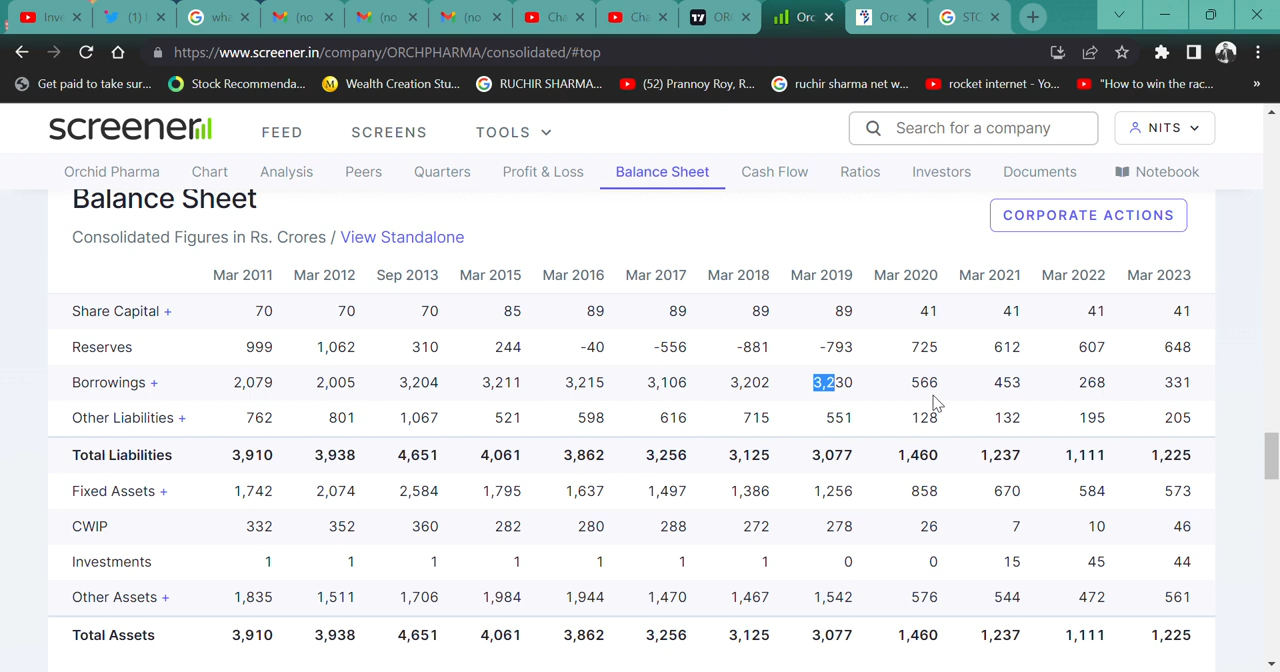 Inve
(1)
wha
(no
(no
(no
Cha
Cha
OR
Orc
Orc
STO
https://www.screener.in/company/ORCHPHARMA/consolidated/#top
Get paid to take sur... Stock Recommenda... Wealth Creation Stu... RUCHIR SHARMA... (52) Prannoy Roy, R... ruchir sharma net w... rocket internet - Yo... "How to win the rac... »
screener FEED SCREENS TOOLS Search for a company NITS
Orchid Pharma Chart Analysis Peers Quarters Profit & Loss Balance Sheet Cash Flow Ratios Investors Documents Notebook
Balance Sheet
CORPORATE ACTIONS
Consolidated Figures in Rs. Crores / View Standalone
Mar 2011 Mar 2012 Sep 2013 Mar 2015 Mar 2016 Mar 2017 Mar 2018 Mar 2019 Mar 2020 Mar 2021 Mar 2022 Mar 2023
Share Capital + 70 70 70 85 89 89 89 89 41 41 41 41
Reserves 999 1,062 310 244 -40 -556 -881 -793 725 612 607 648
Borrowings + 2,079 2,005 3,204 3,211 3,215 3,106 3,202 3,230 566 453 268 331
Other Liabilities + 762 801 1,067 521 598 616 715 551 128 132 195 205
Total Liabilities 3,910 3,938 4,651 4,061 3,862 3,256 3,125 3,077 1,460 1,237 1,111 1,225
Fixed Assets + 1,742 2,074 2,584 1,795 1,637 1,497 1,386 1,256 858 670 584 573
CWIP 332 352 360 282 280 288 272 278 26 7 10 46
Investments 1 1 1 1 1 1 1 0 0 15 45 44
Other Assets + 1,835 1,511 1,706 1,984 1,944 1,470 1,467 1,542 576 544 472 561
Total Assets 3,910 3,938 4,651 4,061 3,862 3,256 3,125 3,077 1,460 1,237 1,111 1,225